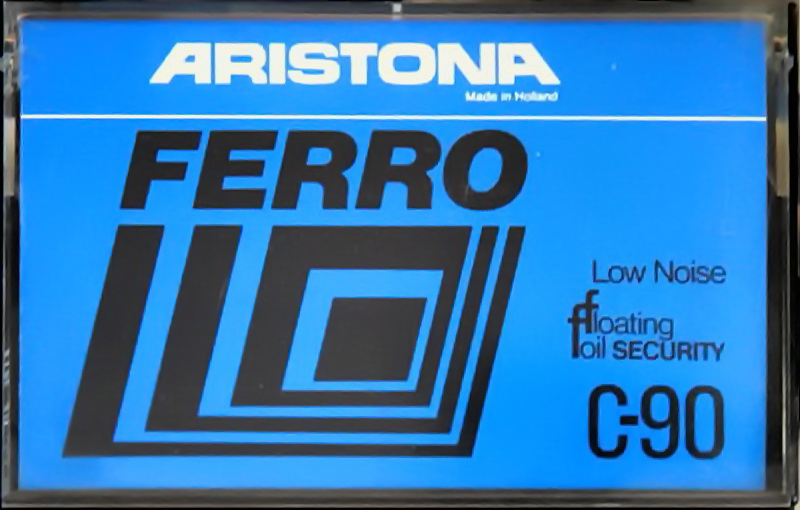 ARISTONA
Made in Holland
FERRO
Low Noise
floating
foil SECURITY
C-90